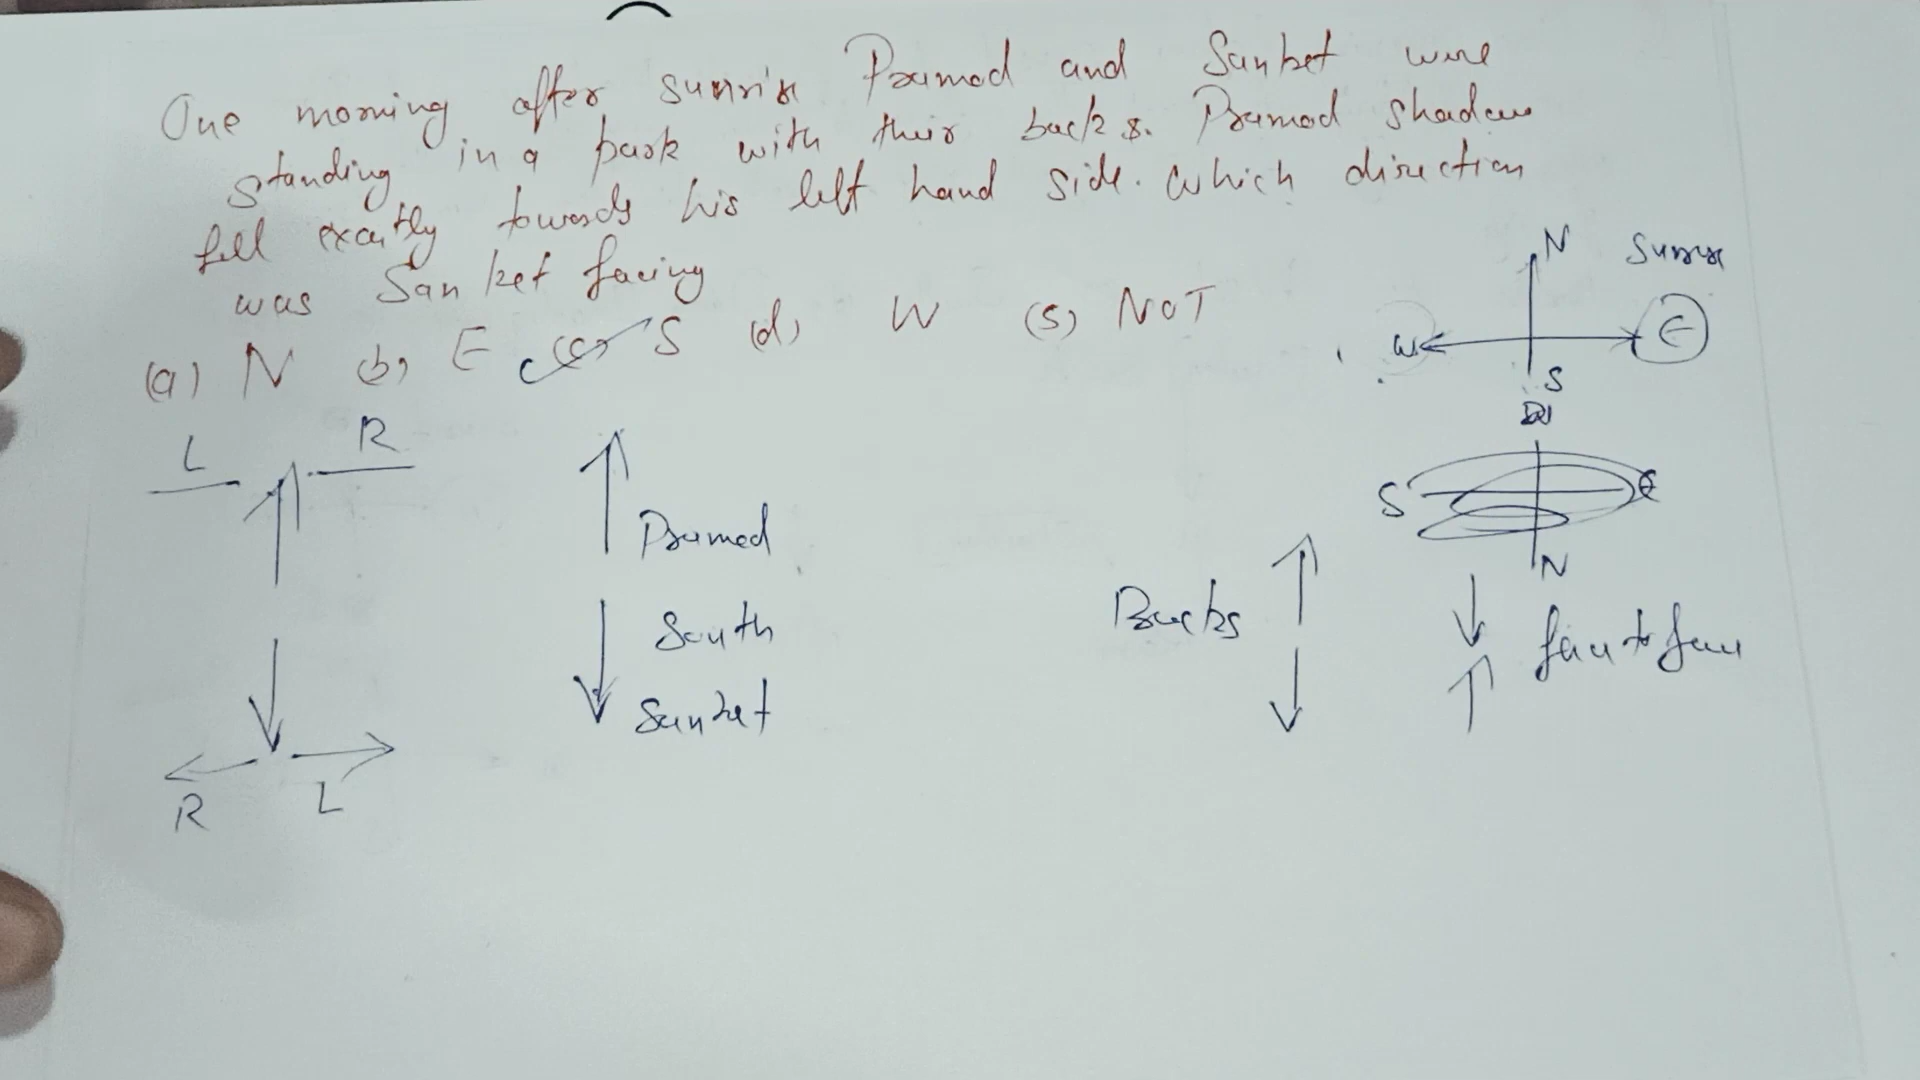 One morning after sunrise Pramod and Sanket were
standing in a park with their backs. Pramod shadow
fell exactly towards his left hand side. Which direction
was Sanket facing
(a) N (b) E (c) S (d) W (5) NOT
N Sunrise
W E
S
L R
Pramod
S E
N
South
Backs
face to face
Sanket
R L